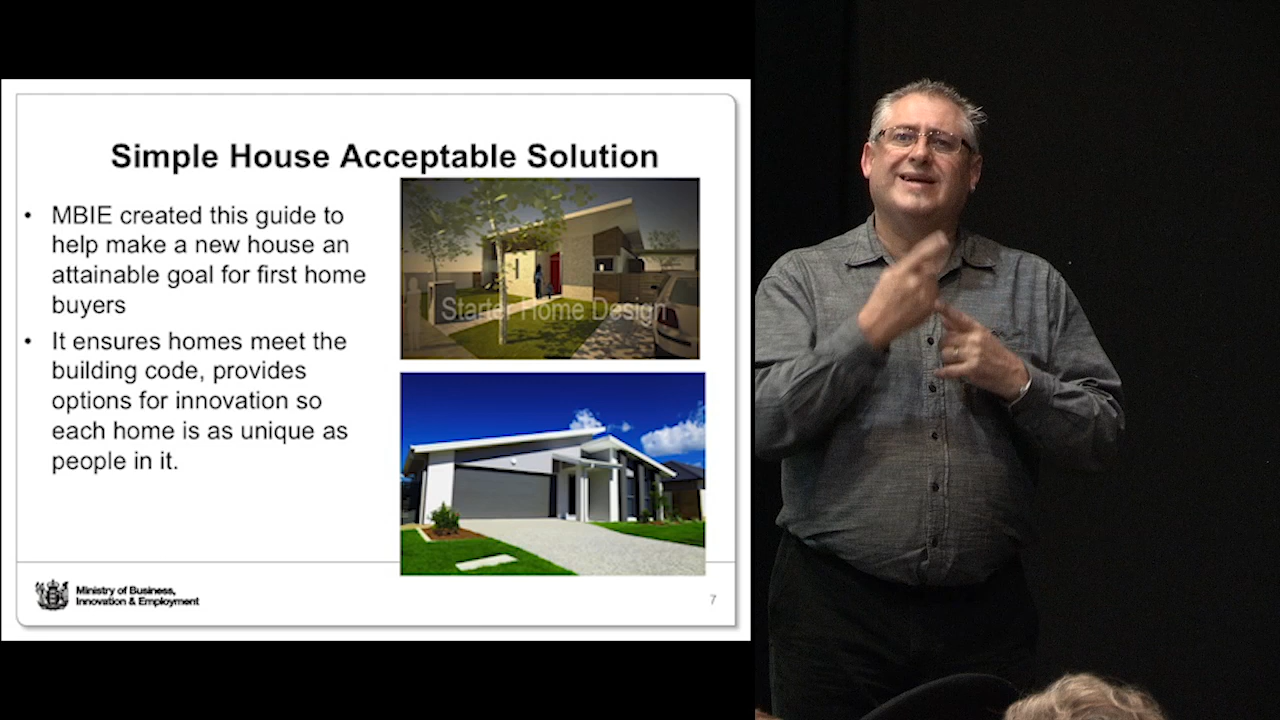 Simple House Acceptable Solution
• MBIE created this guide to
help make a new house an
attainable goal for first home
buyers
• It ensures homes meet the
building code, provides
options for innovation so
each home is as unique as
people in it.
Starter Home Design
Ministry of Business,
Innovation & Employment
7